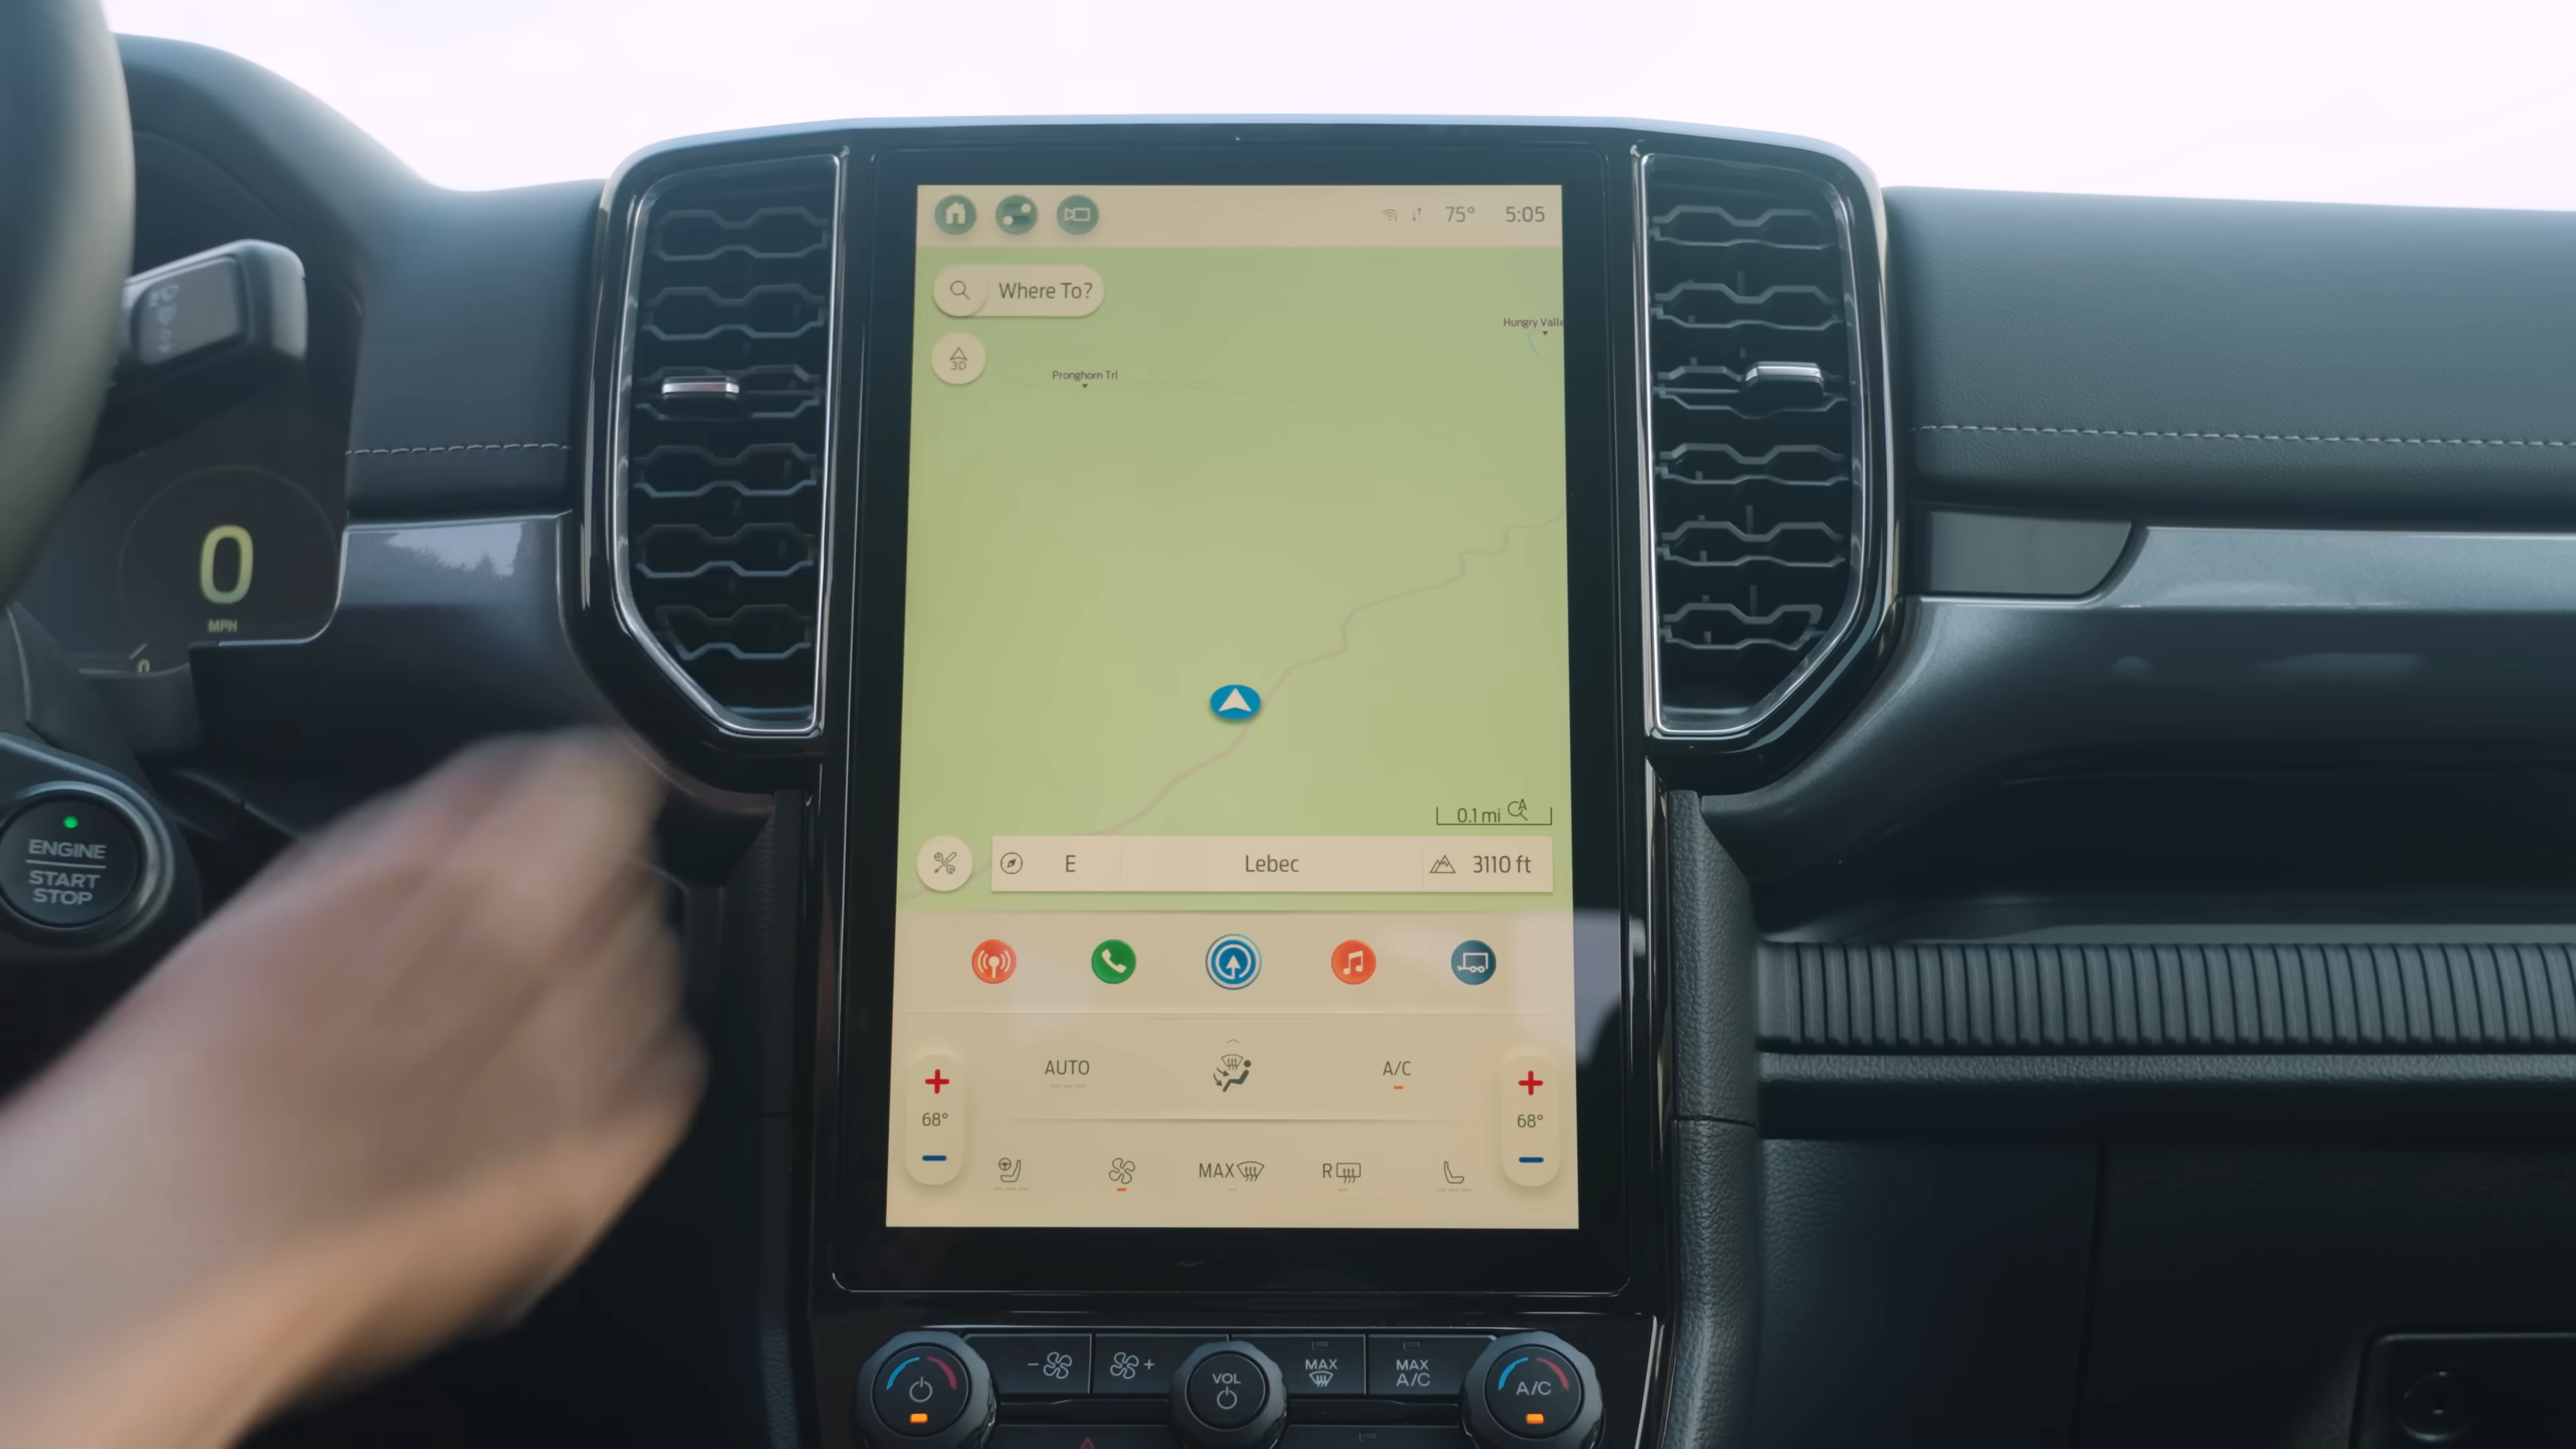 75° 5:05
Where To?
3D
Hungry Valle
Pronghorn Trl
0
MPH
0
0.1 mi A
E Lebec 3110 ft
ENGINE
START
STOP
AUTO A/C
68° 68°
MAX R
- + VOL MAX MAX
A/C
A/C